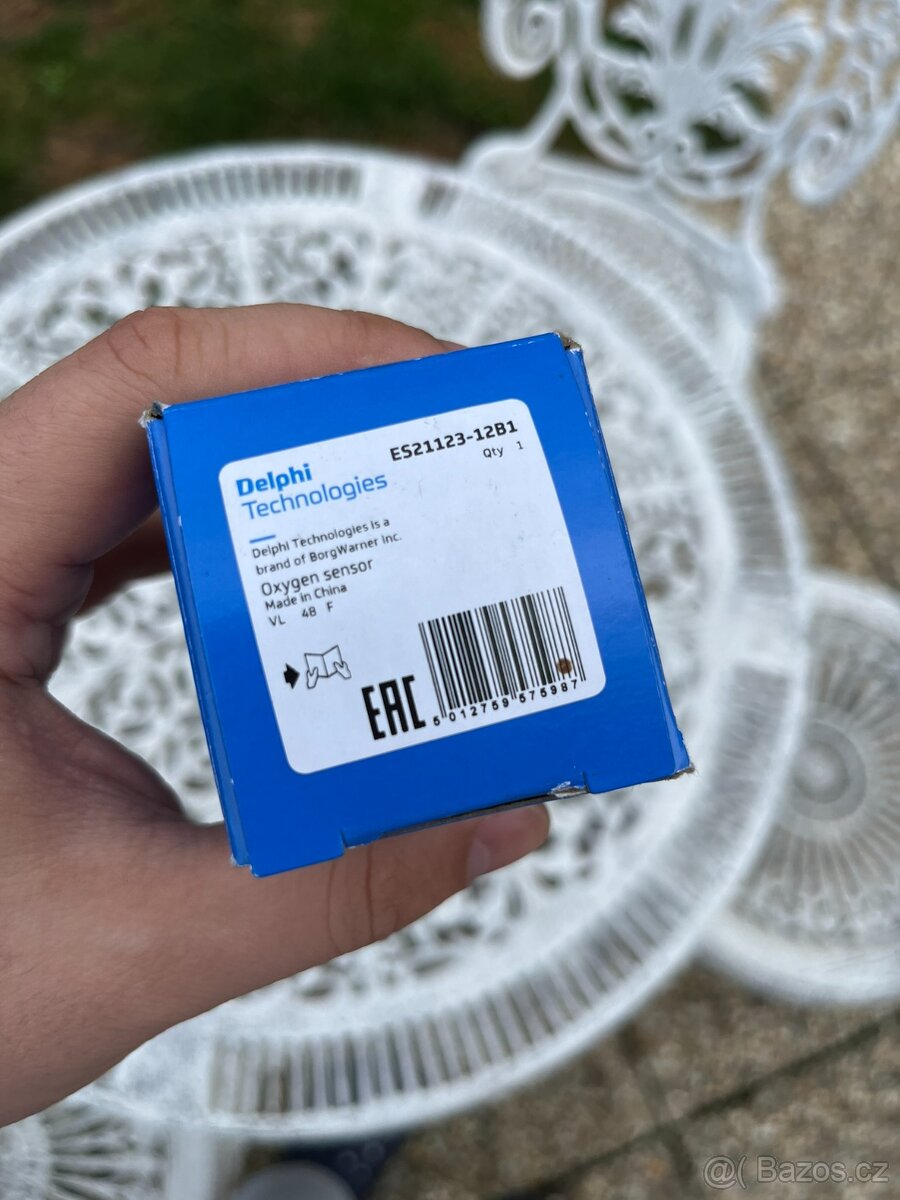 ES21123-12B1
Qty 1
Delphi
Technologies
Delphi Technologies is a
brand of BorgWarner Inc.
Oxygen sensor
Made in China
VL 48 F
EAC
5 012759 575987
@( Bazos.cz